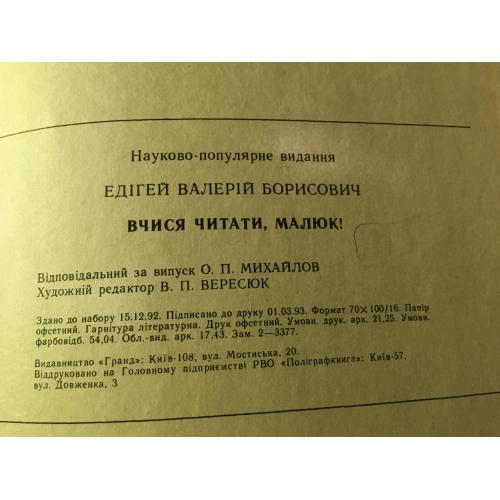 Науково-популярне видання
ЕДІГЕЙ ВАЛЕРІЙ БОРИСОВИЧ
ВЧИСЯ ЧИТАТИ, МАЛЮК!
Відповідальний за випуск О. П. МИХАЙЛОВ
Художній редактор В. П. ВЕРЕСЮК
Здано до набору 15.12.92. Підписано до друку 01.03.93. Формат 70×100/16. Папір
офсетний. Гарнітура літературна. Друк офсетний. Умовн. друк. арк. 21,25. Умовн.
фарбовідб. 54,04. Обл.-вид. арк. 17,43. Зам. 2—3377.
Видавництво «Гранд»: Київ-108, вул. Мостиська, 20.
Віддруковано на Головному підприємстві РВО «Поліграфкнига»: Київ-57,
вул. Довженка, 3